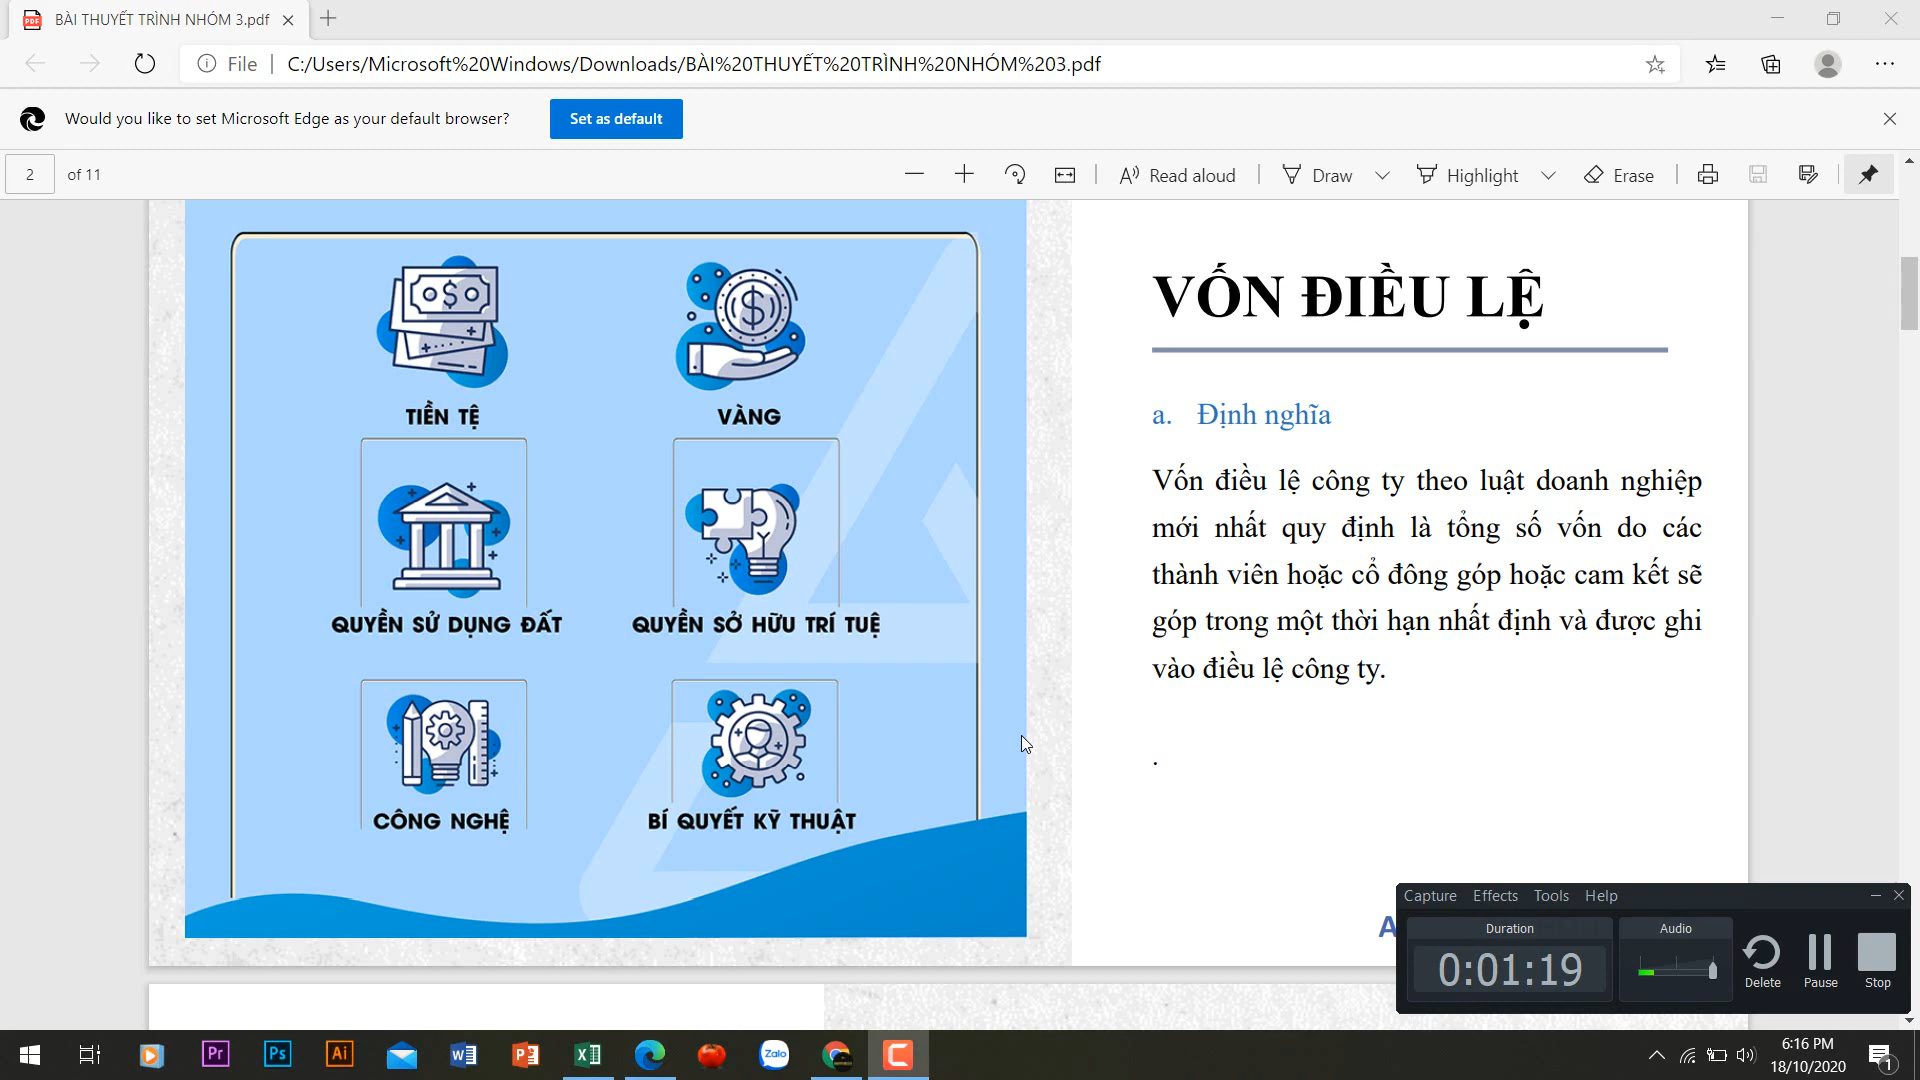 BÀI THUYẾT TRÌNH NHÓM 3.pdf
File
C:/Users/Microsoft%20Windows/Downloads/BÀI%20THUYẾT%20TRÌNH%20NHÓM%203.pdf
Would you like to set Microsoft Edge as your default browser?
Set as default
2 of 11
Read aloud
Draw
Highlight
Erase
TIỀN TỆ
VÀNG
QUYỀN SỬ DỤNG ĐẤT
QUYỀN SỞ HỮU TRÍ TUỆ
CÔNG NGHỆ
BÍ QUYẾT KỸ THUẬT
VỐN ĐIỀU LỆ
a. Định nghĩa
Vốn điều lệ công ty theo luật doanh nghiệp
mới nhất quy định là tổng số vốn do các
thành viên hoặc cổ đông góp hoặc cam kết sẽ
góp trong một thời hạn nhất định và được ghi
vào điều lệ công ty.
.
Capture Effects Tools Help
Duration
0:01:19
Audio
Delete
Pause
Stop
Pr
Ps
Ai
Zalo
6:16 PM
18/10/2020
1